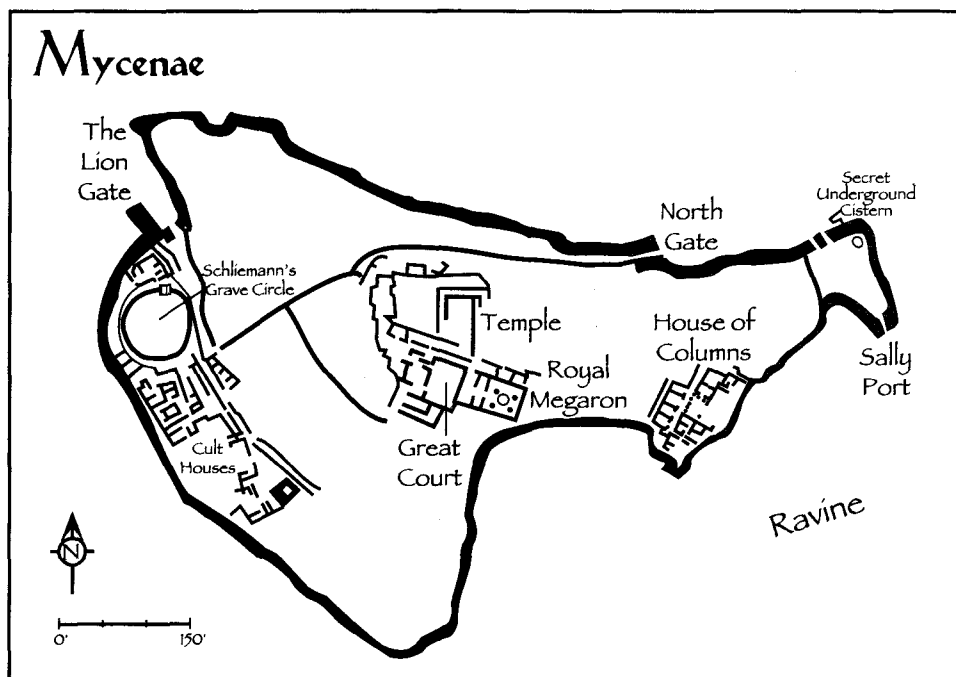 Mycenae
The
Lion
Gate
Schliemann's
Grave Circle
Cult
Houses
Temple
Royal
Megaron
Great
Court
North
Gate
House of
Columns
Secret
Underground
Cistern
Sally
Port
Ravine
N
0' 150'